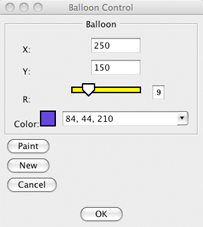 Balloon Control
Balloon
X: 250
Y: 150
R: 9
Color: 84, 44, 210
Paint
New
Cancel
OK